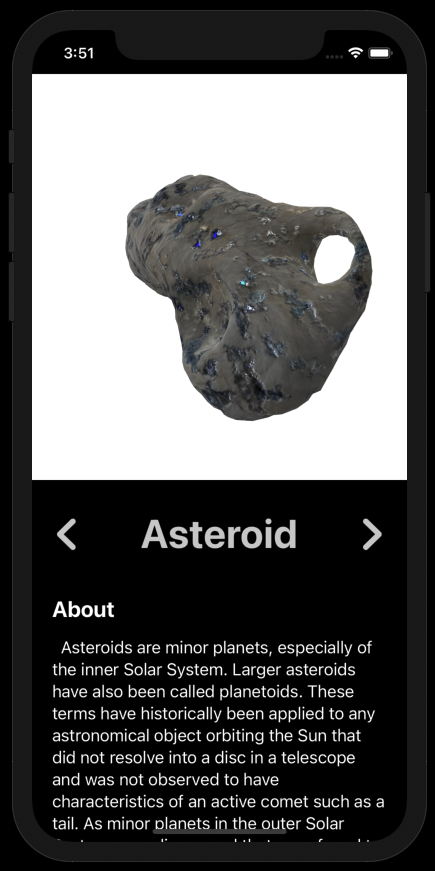 3:51
Asteroid
About
Asteroids are minor planets, especially of
the inner Solar System. Larger asteroids
have also been called planetoids. These
terms have historically been applied to any
astronomical object orbiting the Sun that
did not resolve into a disc in a telescope
and was not observed to have
characteristics of an active comet such as a
tail. As minor planets in the outer Solar